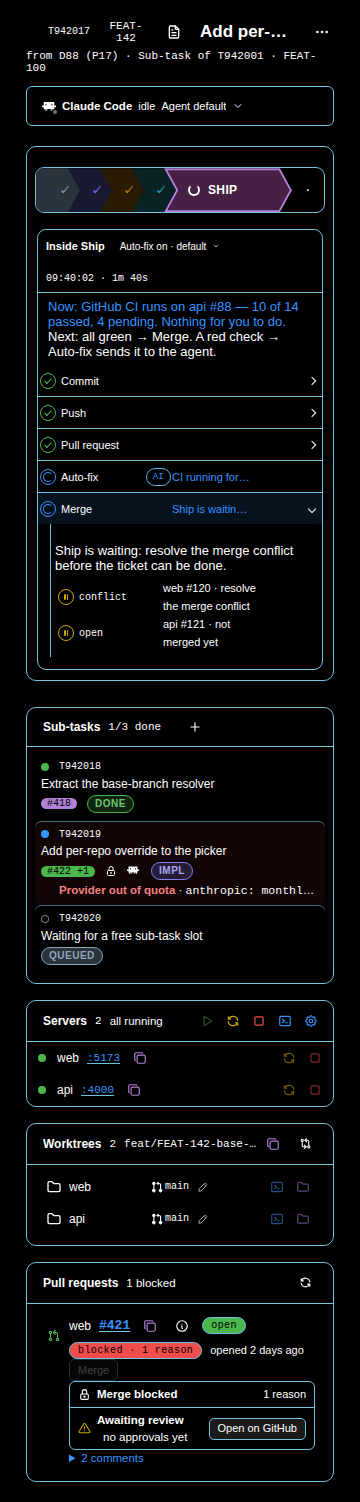 T942017 FEAT-142 Add per-…
from D88 (P17) · Sub-task of T942001 · FEAT-100
Claude Code idle Agent default
SHIP
Inside Ship Auto-fix on · default
09:40:02 · 1m 40s
Now: GitHub CI runs on api #88 — 10 of 14
passed, 4 pending. Nothing for you to do.
Next: all green → Merge. A red check →
Auto-fix sends it to the agent.
Commit
Push
Pull request
Auto-fix AI CI running for…
Merge Ship is waitin…
Ship is waiting: resolve the merge conflict
before the ticket can be done.
conflict web #120 · resolve
the merge conflict
open api #121 · not
merged yet
Sub-tasks 1/3 done
T942018
Extract the base-branch resolver
#418 DONE
T942019
Add per-repo override to the picker
#422 +1 IMPL
Provider out of quota · anthropic: monthl…
T942020
Waiting for a free sub-task slot
QUEUED
Servers 2 all running
web :5173
api :4000
Worktrees 2 feat/FEAT-142-base-…
web main
api main
Pull requests 1 blocked
web #421 open
blocked · 1 reason opened 2 days ago
Merge
Merge blocked 1 reason
Awaiting review
no approvals yet Open on GitHub
2 comments